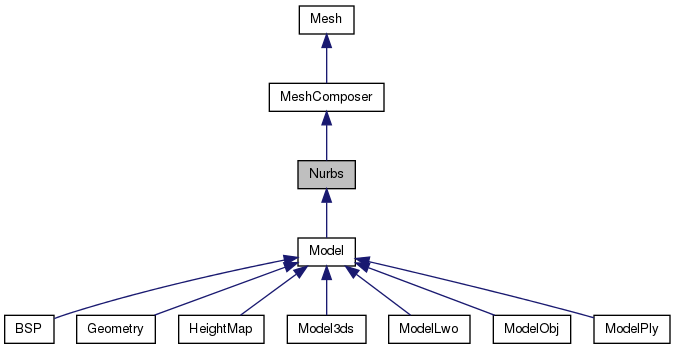 Mesh
MeshComposer
Nurbs
Model
BSP
Geometry
HeightMap
Model3ds
ModelLwo
ModelObj
ModelPly